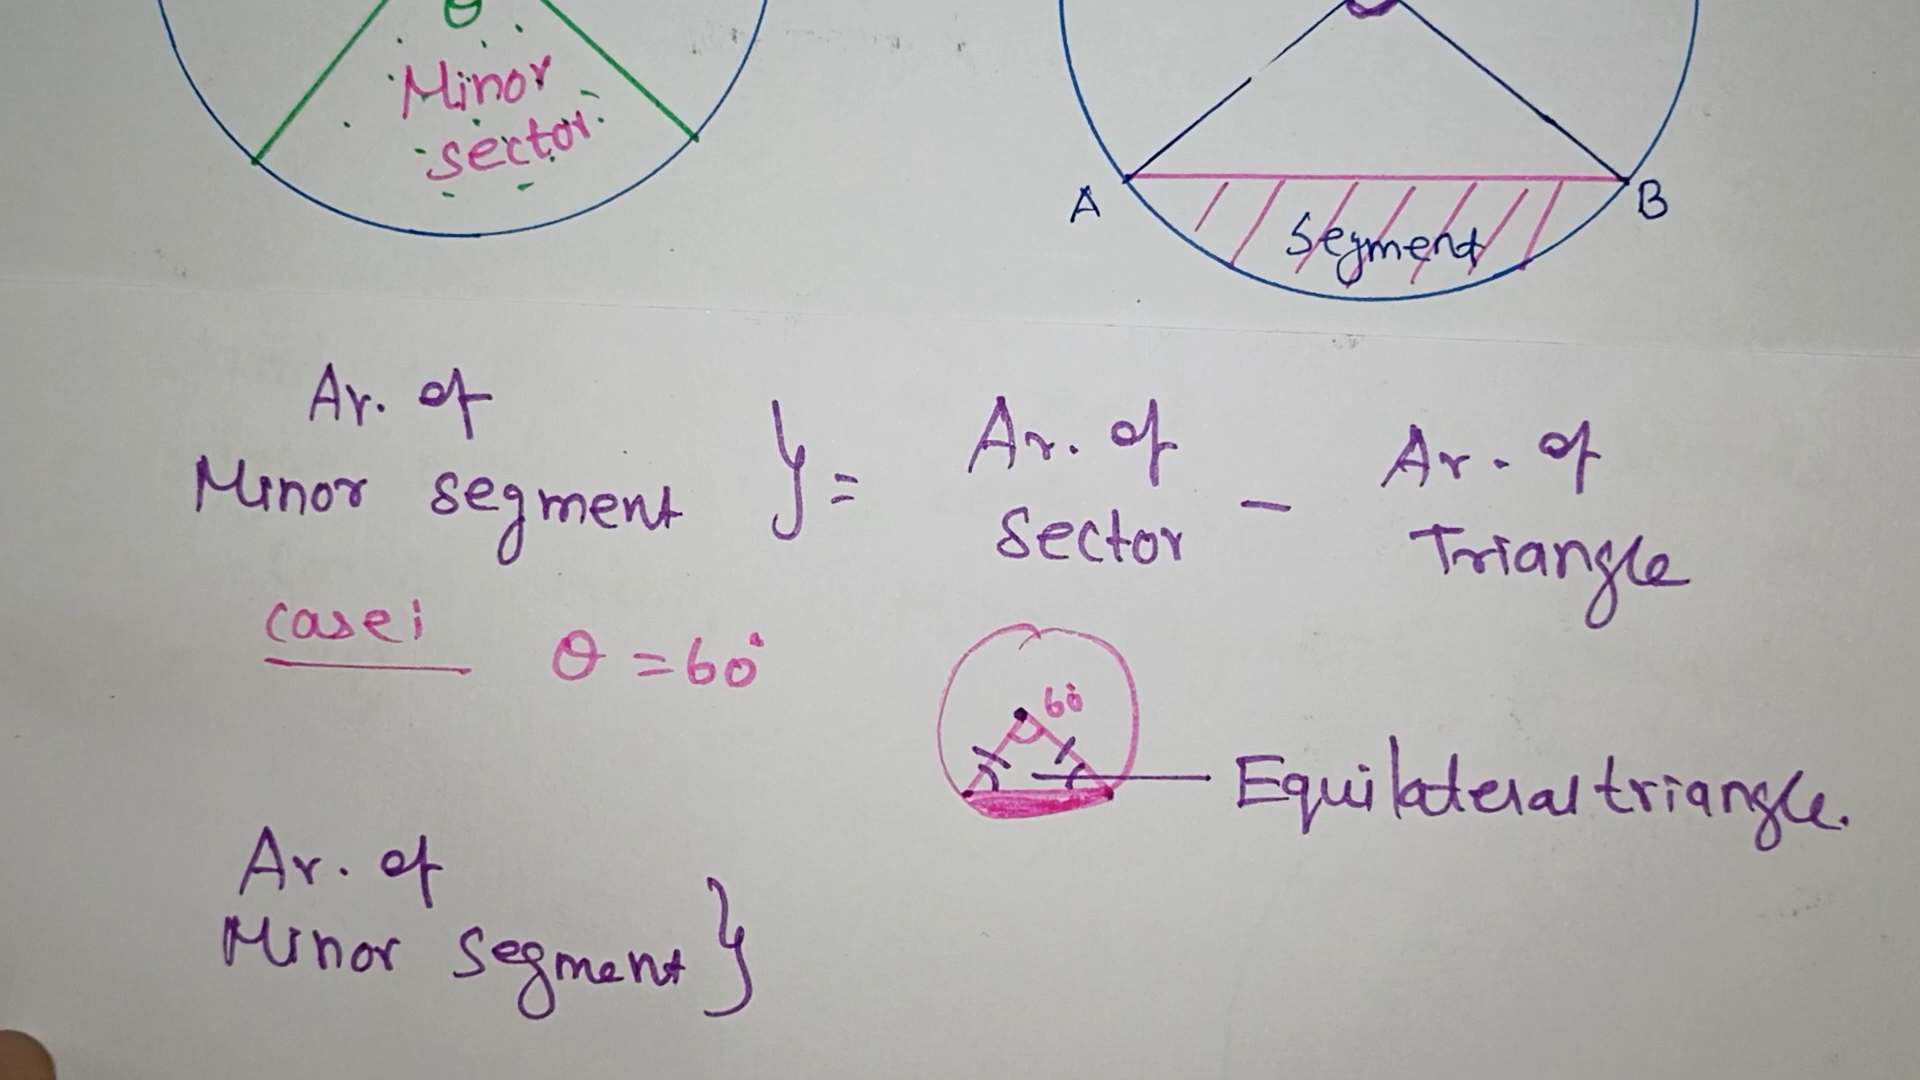 θ
Minor
sector
A
B
Segment
Ar. of
Minor segment } =
Ar. of
Sector
-
Ar. of
Triangle
case i
θ = 60°
60°
Equilateral triangle.
Ar. of
Minor segment }